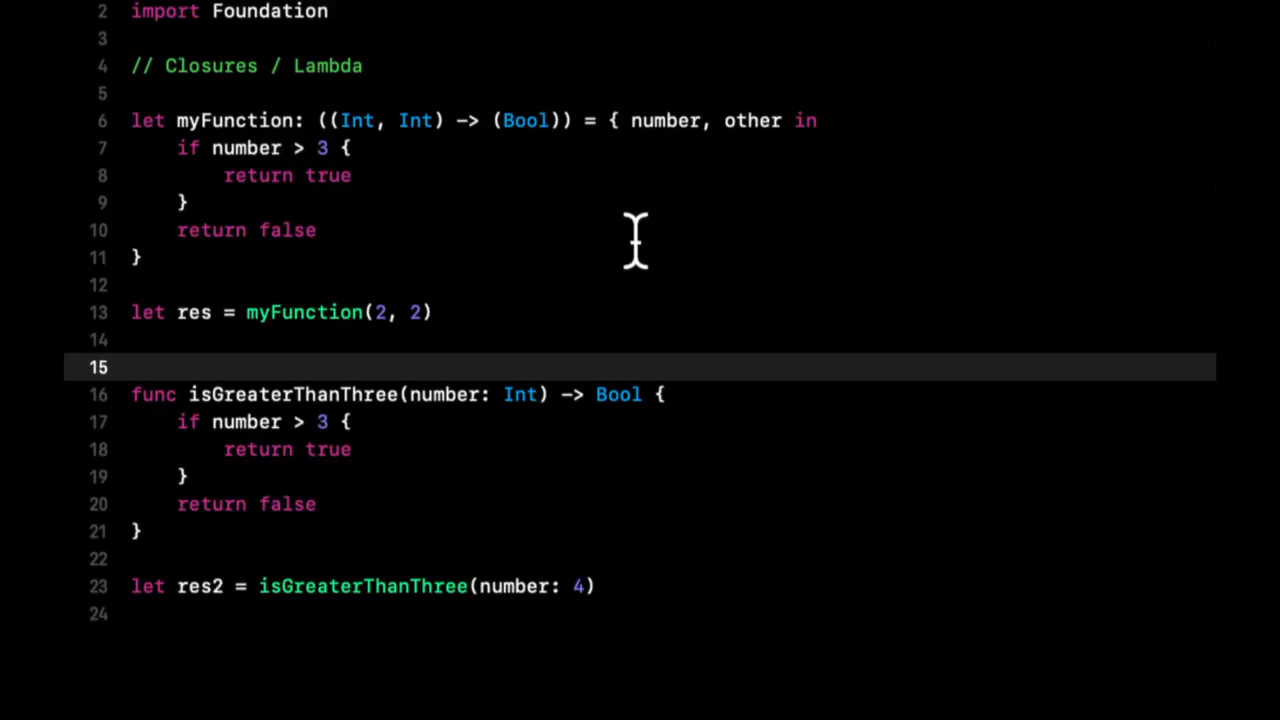 2 import Foundation
3
4 // Closures / Lambda
5
6 let myFunction: ((Int, Int) -> (Bool)) = { number, other in
7     if number > 3 {
8         return true
9     }
10     return false
11 }
12
13 let res = myFunction(2, 2)
14
15
16 func isGreaterThanThree(number: Int) -> Bool {
17     if number > 3 {
18         return true
19     }
20     return false
21 }
22
23 let res2 = isGreaterThanThree(number: 4)
24